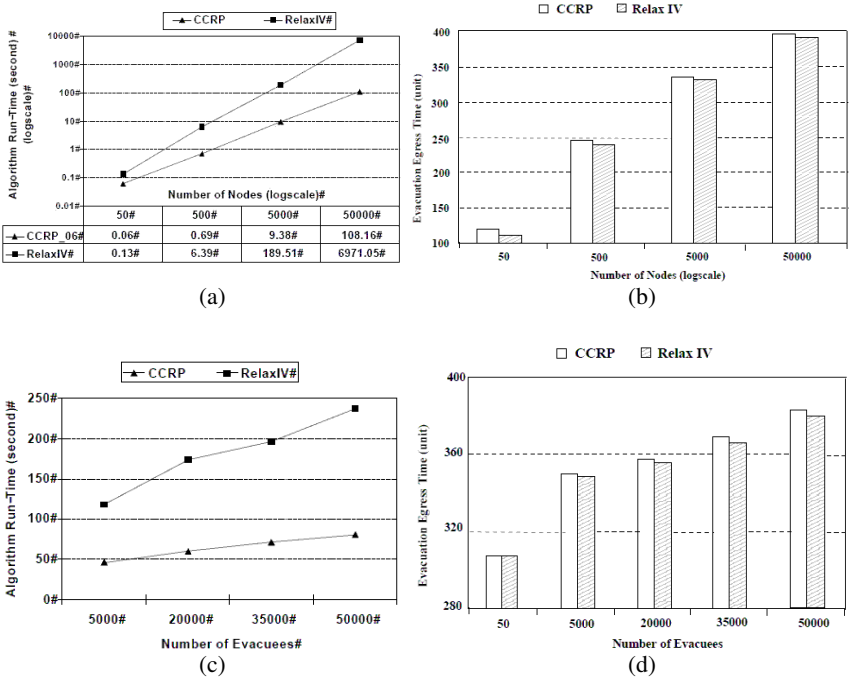 CCRP RelaxIV#
Algorithm Run-Time (second) #
(logscale)#
10000#
1000#
100#
10#
1#
0.1#
0.01#
Number of Nodes (logscale)#
50# 500# 5000# 50000#
CCRP_06# 0.06# 0.69# 9.38# 108.16#
RelaxIV# 0.13# 6.39# 189.51# 6971.05#
(a)
CCRP Relax IV
Evacuation Egress Time (unit)
400
350
300
250
200
150
100
50 500 5000 50000
Number of Nodes (logscale)
(b)
CCRP RelaxIV#
Algorithm Run-Time (second)#
250#
200#
150#
100#
50#
0#
5000# 20000# 35000# 50000#
Number of Evacuees#
(c)
CCRP Relax IV
Evacuation Egress Time (unit)
400
360
320
280
50 5000 20000 35000 50000
Number of Evacuees
(d)